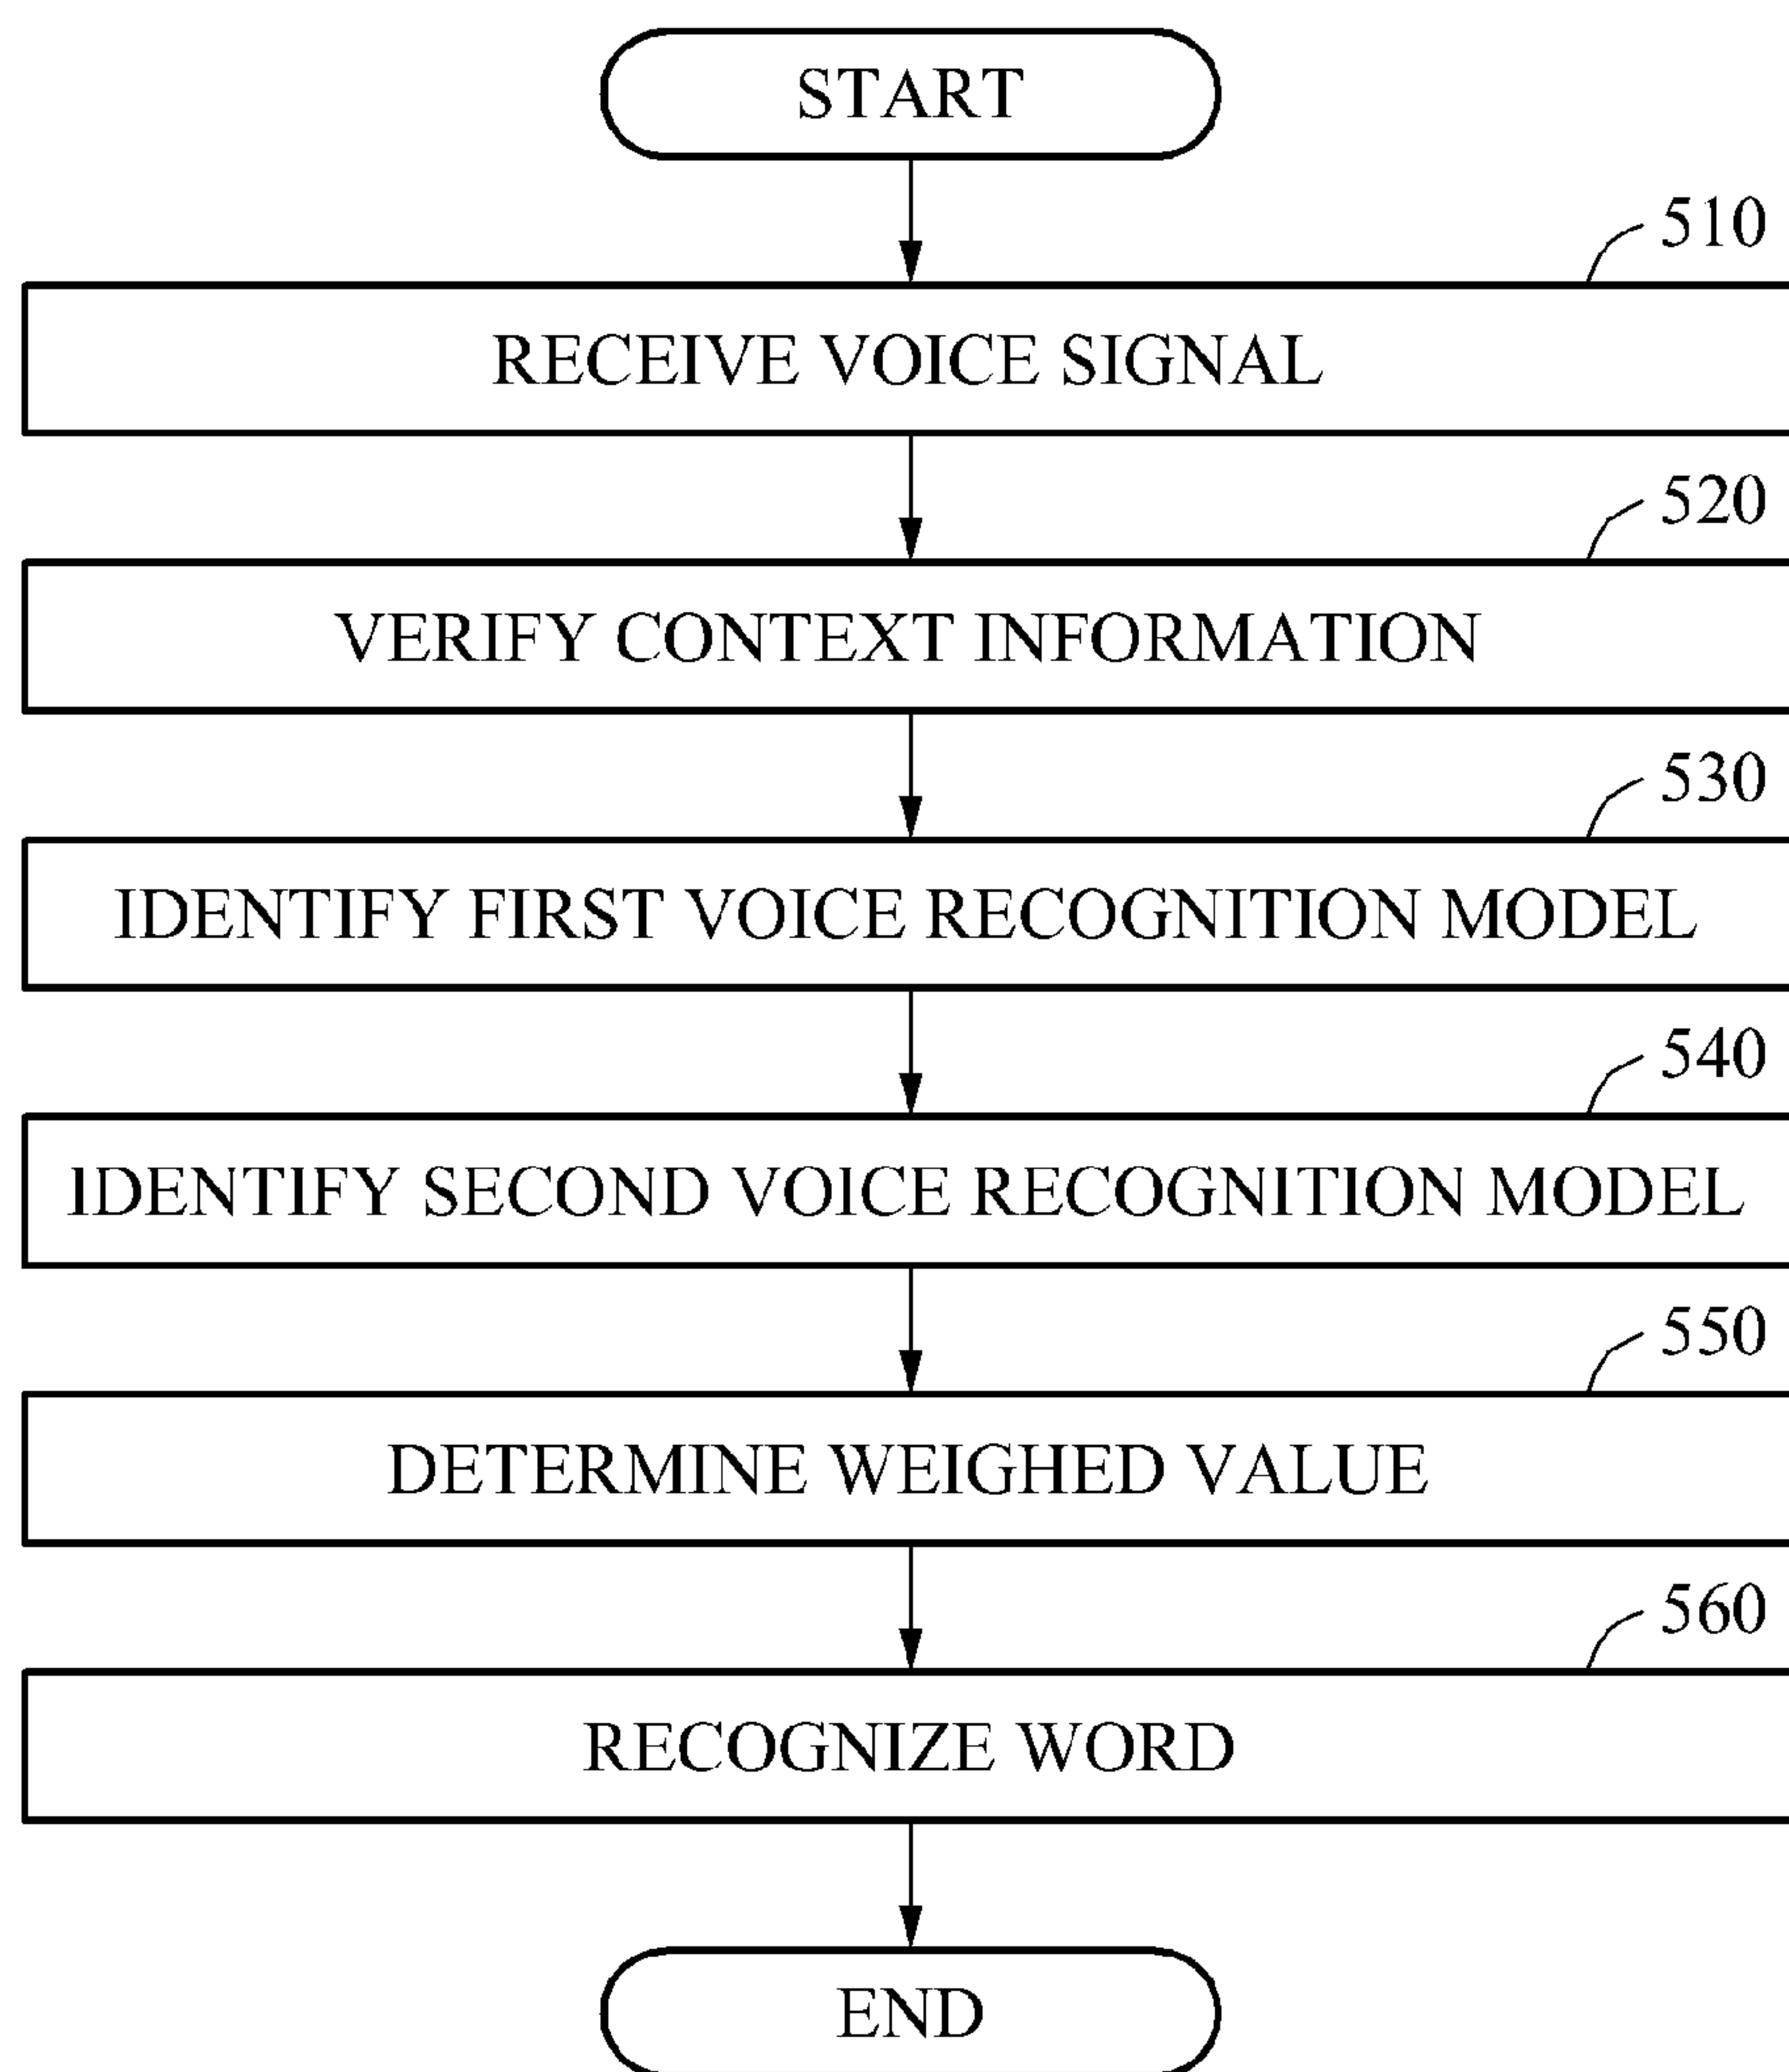 START
510
RECEIVE VOICE SIGNAL
520
VERIFY CONTEXT INFORMATION
530
IDENTIFY FIRST VOICE RECOGNITION MODEL
540
IDENTIFY SECOND VOICE RECOGNITION MODEL
550
DETERMINE WEIGHED VALUE
560
RECOGNIZE WORD
END